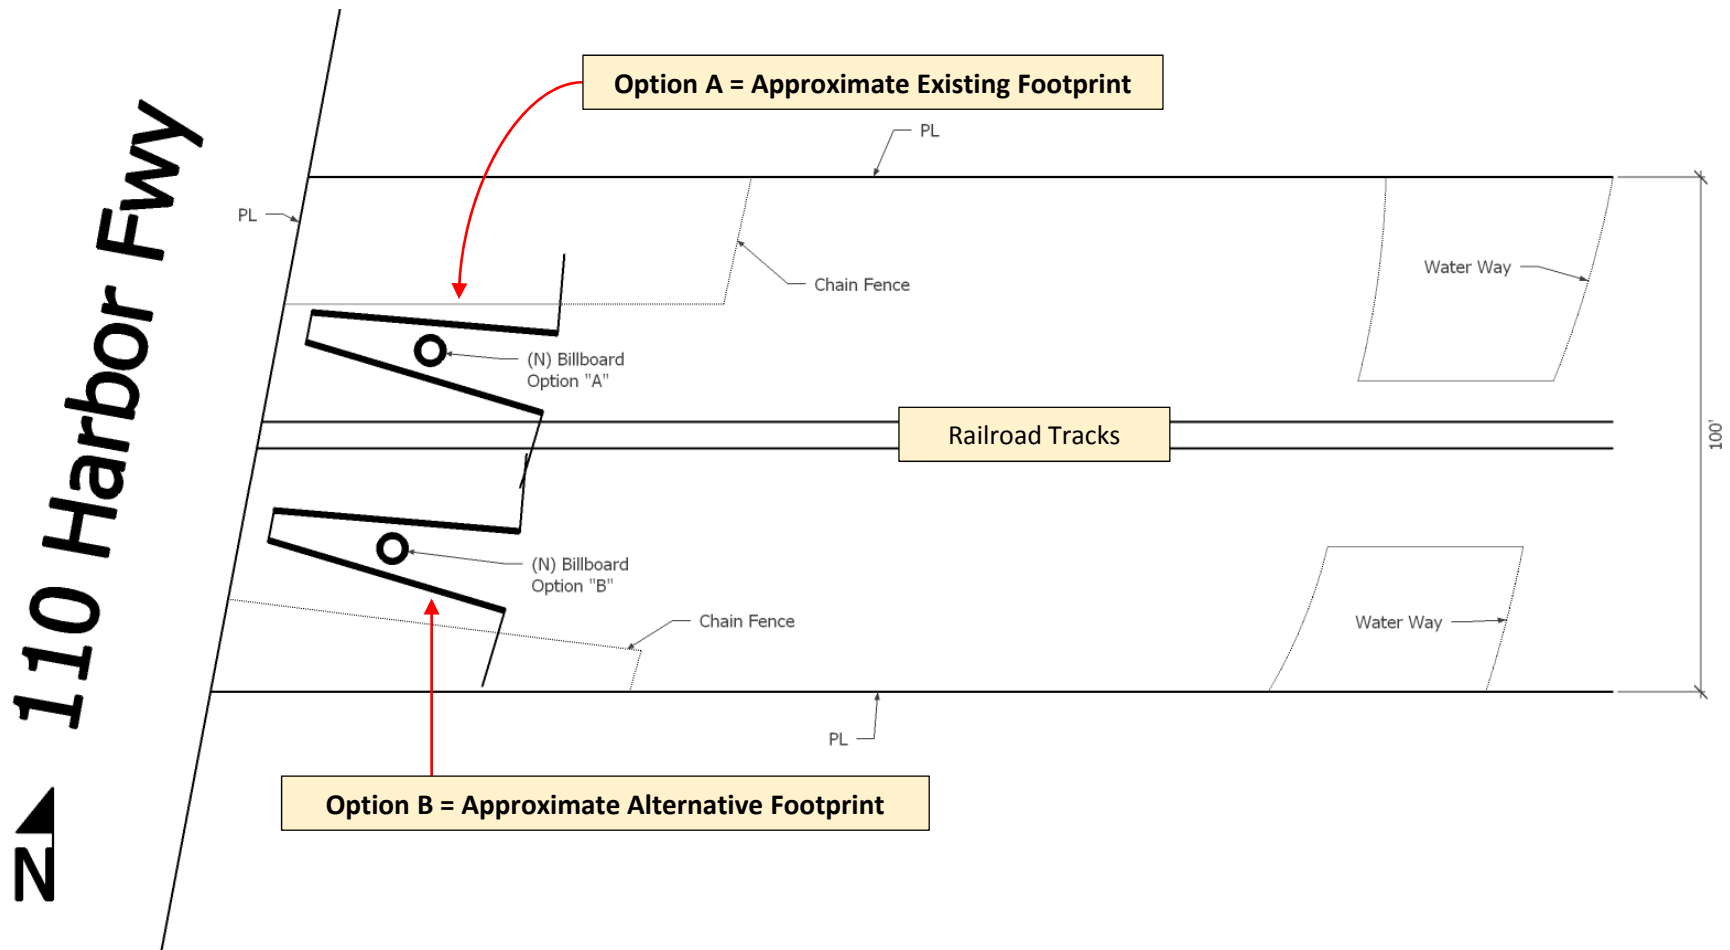 Option A = Approximate Existing Footprint
PL
PL
110 Harbor Fwy
Chain Fence
Water Way
(N) Billboard
Option "A"
Railroad Tracks
100'
(N) Billboard
Option "B"
Chain Fence
Water Way
PL
Option B = Approximate Alternative Footprint
N